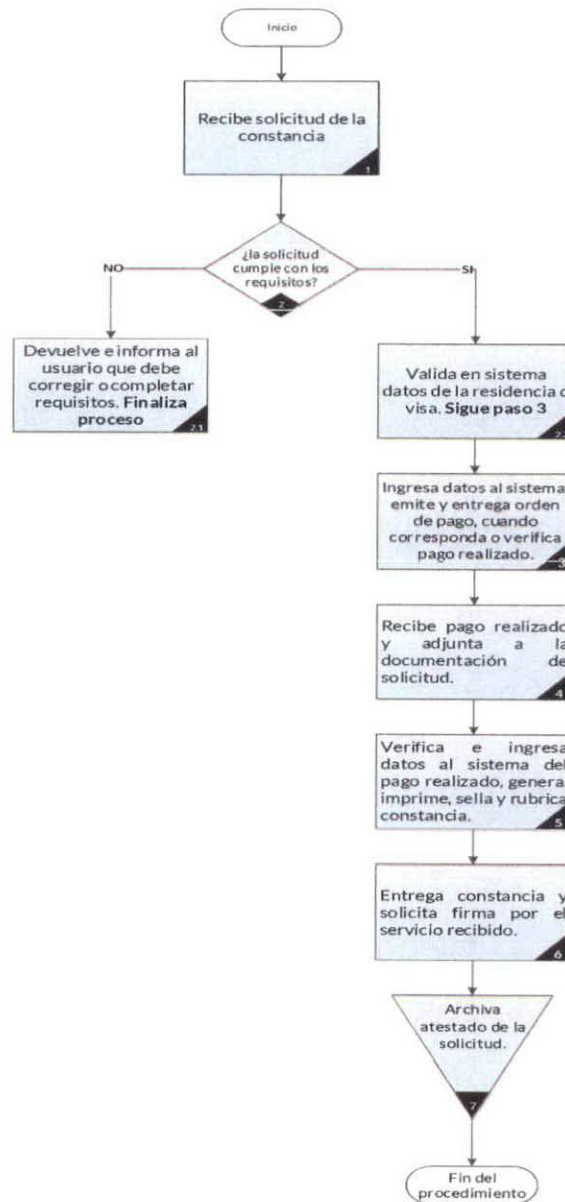 Inicio
Recibe solicitud de la
constancia
1
¿la solicitud
cumple con los
requisitos?
2
NO
SI
Devuelve e informa al
usuario que debe
corregir o completar
requisitos. Finaliza
proceso
2.1
Valida en sistema
datos de la residencia o
visa. Sigue paso 3
2.2
Ingresa datos al sistema
emite y entrega orden
de pago, cuando
corresponda o verifica
pago realizado.
3
Recibe pago realizado
y adjunta a la
documentación de
solicitud.
4
Verifica e ingresa
datos al sistema del
pago realizado, genera,
imprime, sella y rubrica
constancia.
5
Entrega constancia y
solicita firma por el
servicio recibido.
6
Archiva
atestado de la
solicitud.
7
Fin del
procedimiento